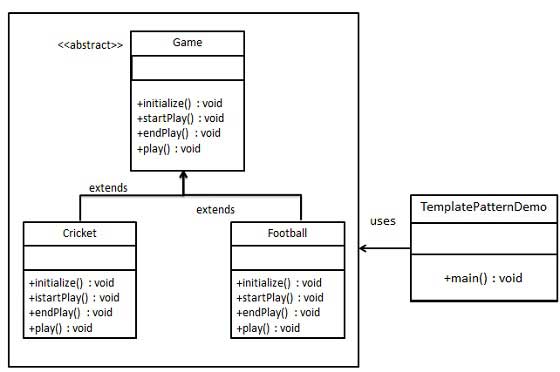 <<abstract>>
Game
+initialize() : void
+startPlay() : void
+endPlay() : void
+play() : void
extends
extends
Cricket
+initialize() : void
+istartPlay() : void
+endPlay() : void
+play() : void
Football
+initialize() : void
+startPlay() : void
+endPlay() : void
+play() : void
uses
TemplatePatternDemo
+main() : void